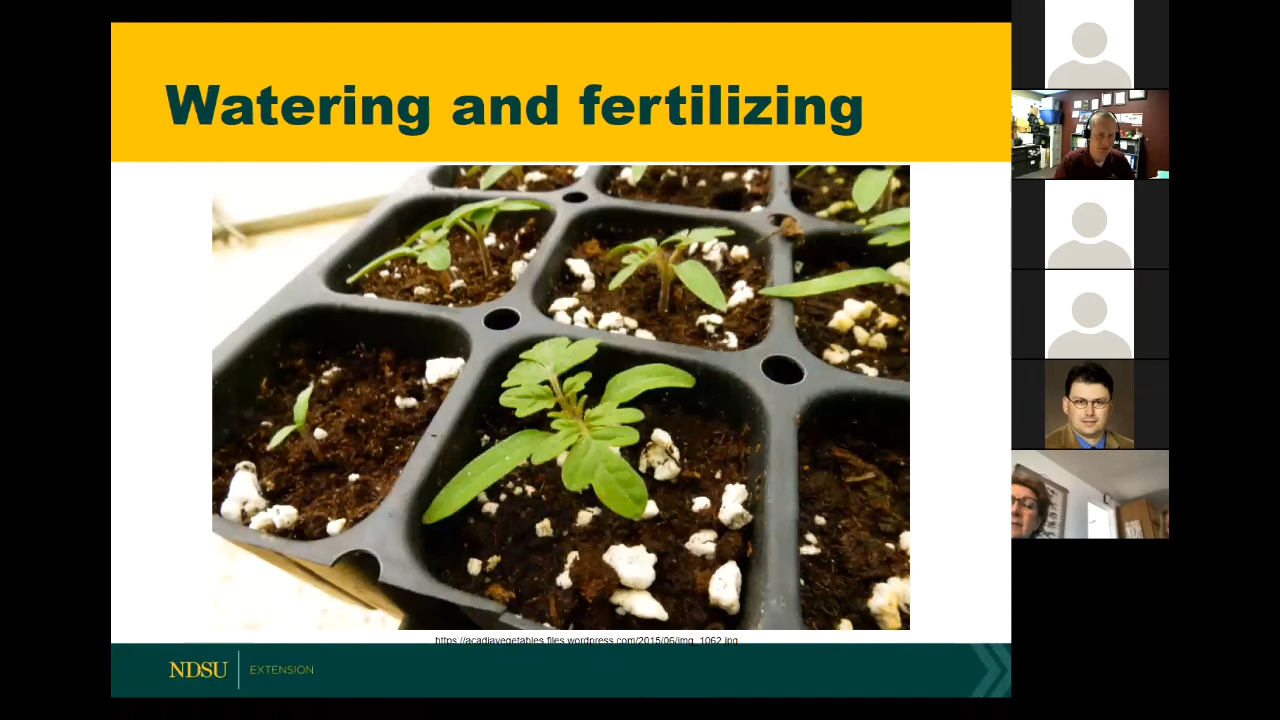 Watering and fertilizing
https://acadiavegetables.files.wordpress.com/2015/06/img_1062.jpg
NDSU
EXTENSION